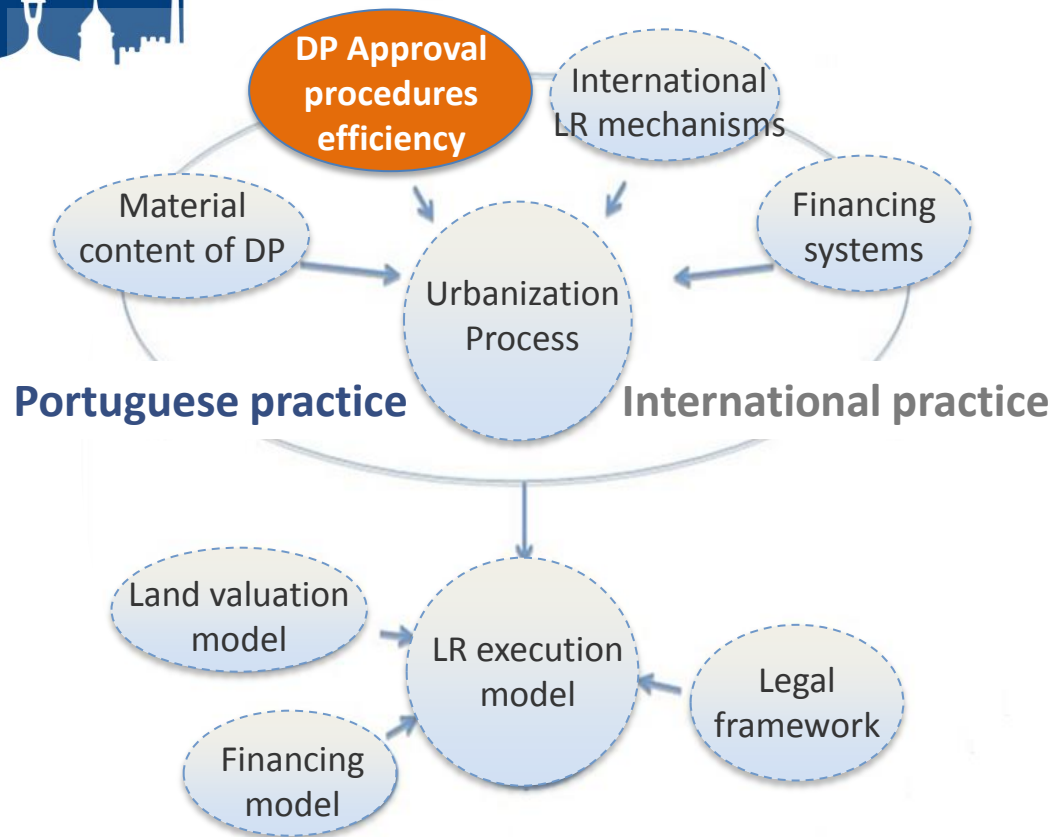 DP Approval
procedures
efficiency
International
LR mechanisms
Material
content of DP
Financing
systems
Urbanization
Process
Portuguese practice
International practice
Land valuation
model
LR execution
model
Legal
framework
Financing
model